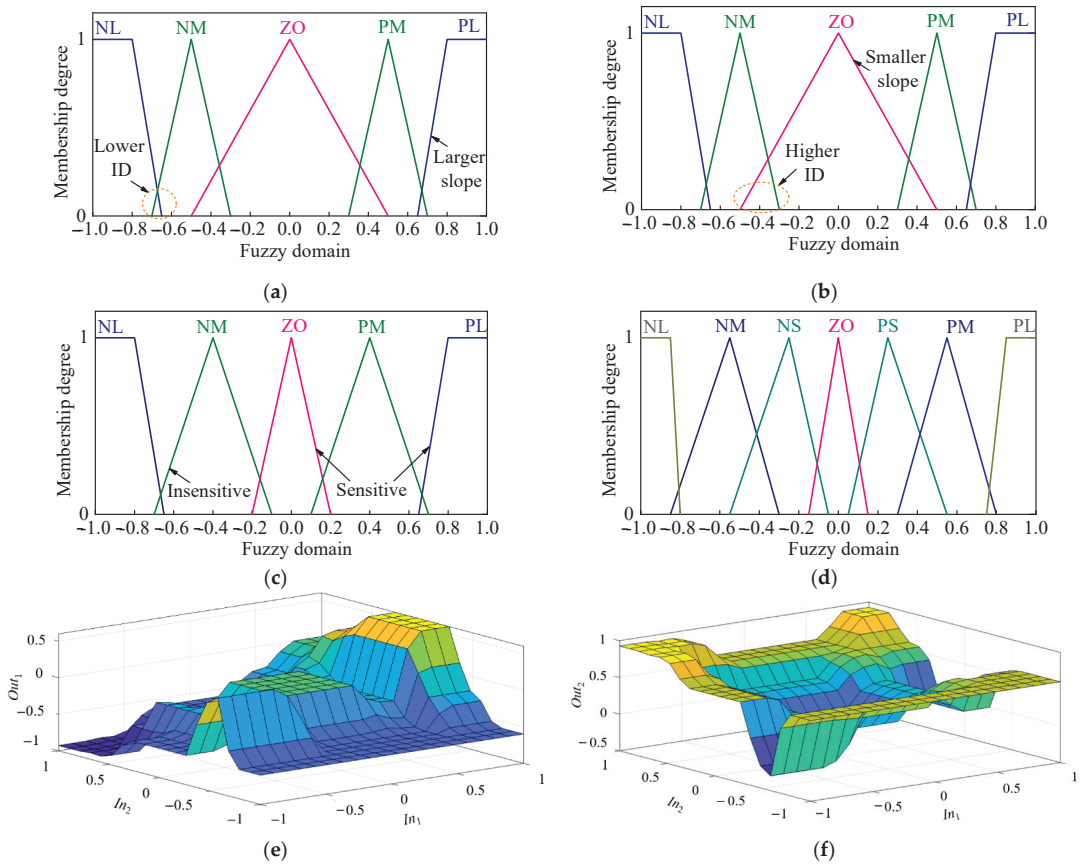 NL NM ZO PM PL
1
Membership degree
Lower
ID
Larger
slope
0
−1.0 −0.8 −0.6 −0.4 −0.2 0.0 0.2 0.4 0.6 0.8 1.0
Fuzzy domain
(a)
NL NM ZO PM PL
1
Membership degree
Smaller
slope
Higher
ID
0
−1.0 −0.8 −0.6 −0.4 −0.2 0.0 0.2 0.4 0.6 0.8 1.0
Fuzzy domain
(b)
NL NM ZO PM PL
1
Membership degree
Insensitive Sensitive
0
−1.0 −0.8 −0.6 −0.4 −0.2 0.0 0.2 0.4 0.6 0.8 1.0
Fuzzy domain
(c)
NL NM NS ZO PS PM PL
1
Membership degree
0
−1.0 −0.8 −0.6 −0.4 −0.2 0.0 0.2 0.4 0.6 0.8 1.0
Fuzzy domain
(d)
0.5
0
−0.5
−1
Out₁
1
0.5
0
−0.5
−1
In₂
−1
−0.5
0
0.5
1
In₁
(e)
1
0.5
0
−0.5
Out₂
1
0.5
0
−0.5
−1
In₂
−1
−0.5
0
0.5
1
In₁
(f)